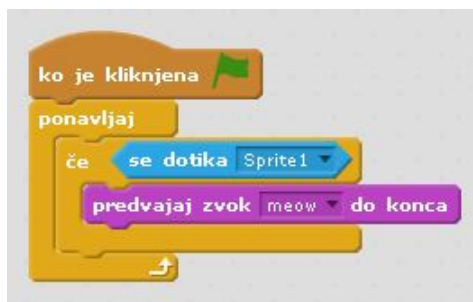 ko je kliknjena
ponavljaj
če se dotika Sprite1
predvajaj zvok meow do konca